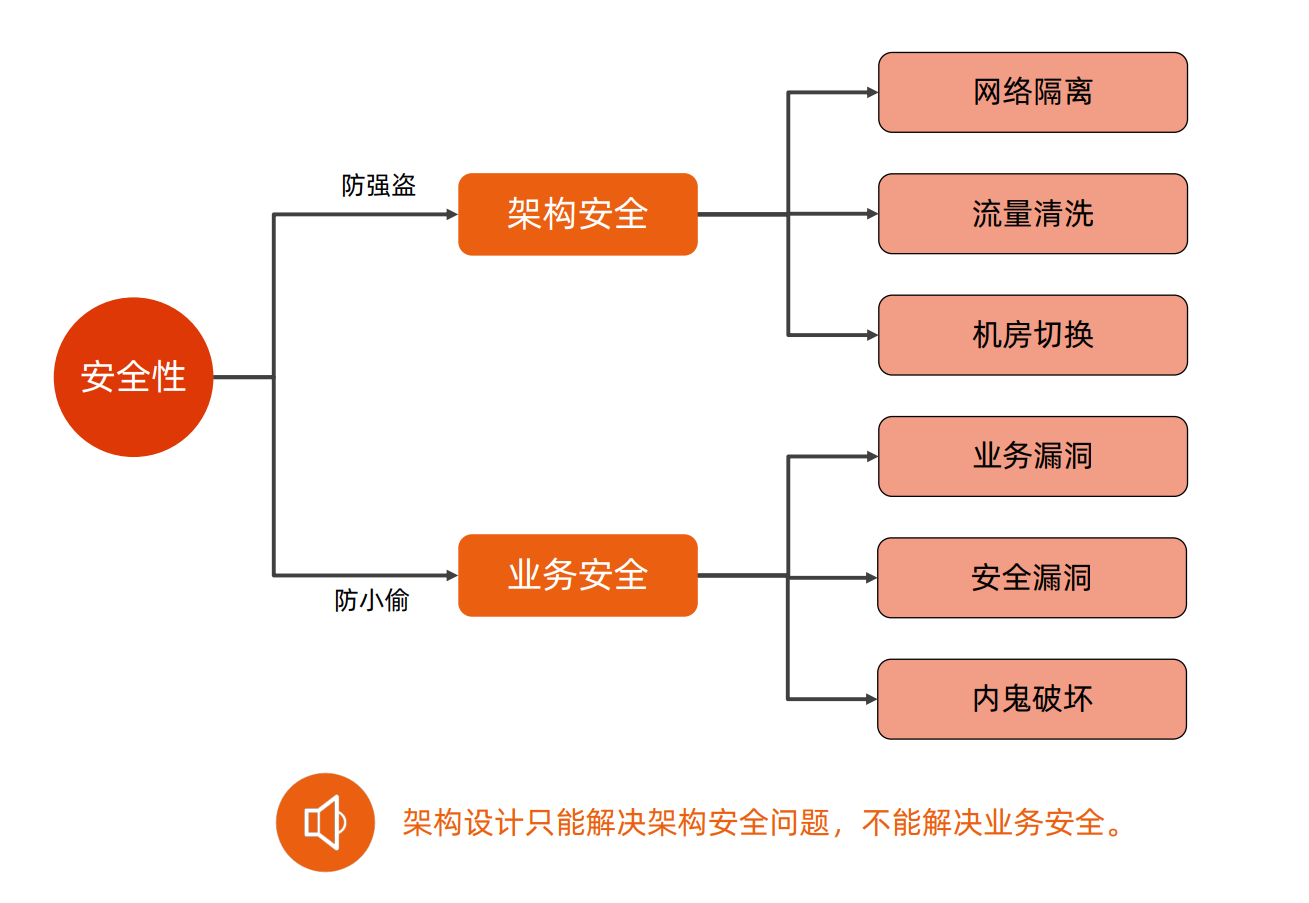 安全性
防强盗
架构安全
网络隔离
流量清洗
机房切换
防小偷
业务安全
业务漏洞
安全漏洞
内鬼破坏
架构设计只能解决架构安全问题，不能解决业务安全。